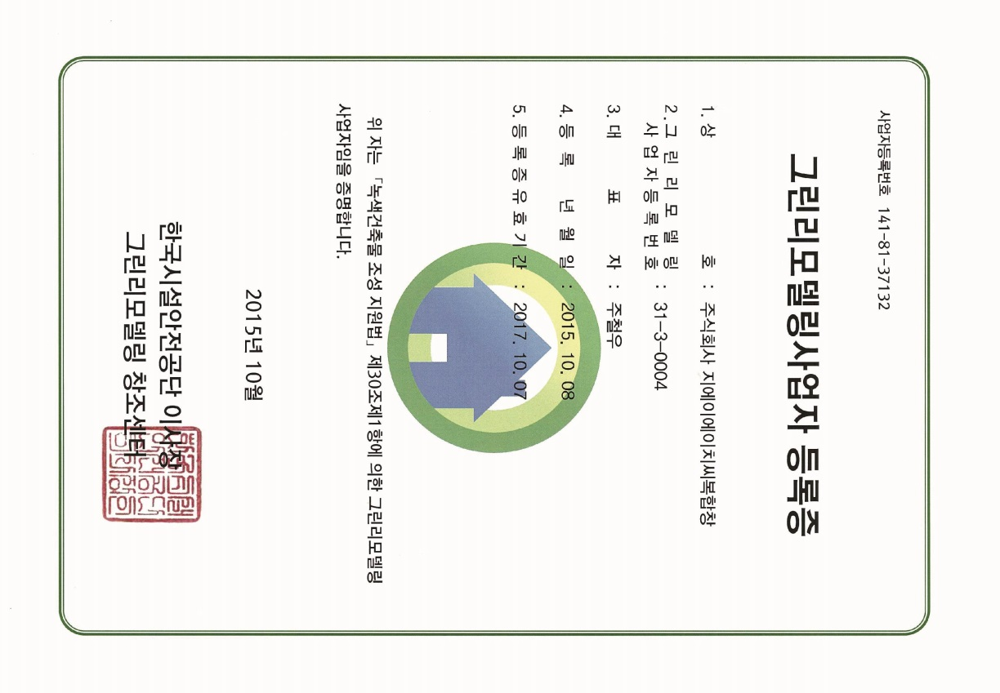 사업자등록번호 141-81-37132
그린리모델링사업자 등록증
1. 상 호 : 주식회사 지에이에이치씨복합창
2. 그 린 리 모 델 링
사 업 자 등 록 번 호 : 31-3-0004
3. 대 표 자 : 주철우
4. 등 록 년 월 일 : 2015. 10. 08
5. 등 록 증 유 효 기 간 : 2017. 10. 07
위 자는 「녹색건축물 조성 지원법」 제30조제1항에 의한 그린리모델링
사업자임을 증명합니다.
2015년 10월
한국시설안전공단 이사장
그린리모델링 창조센터